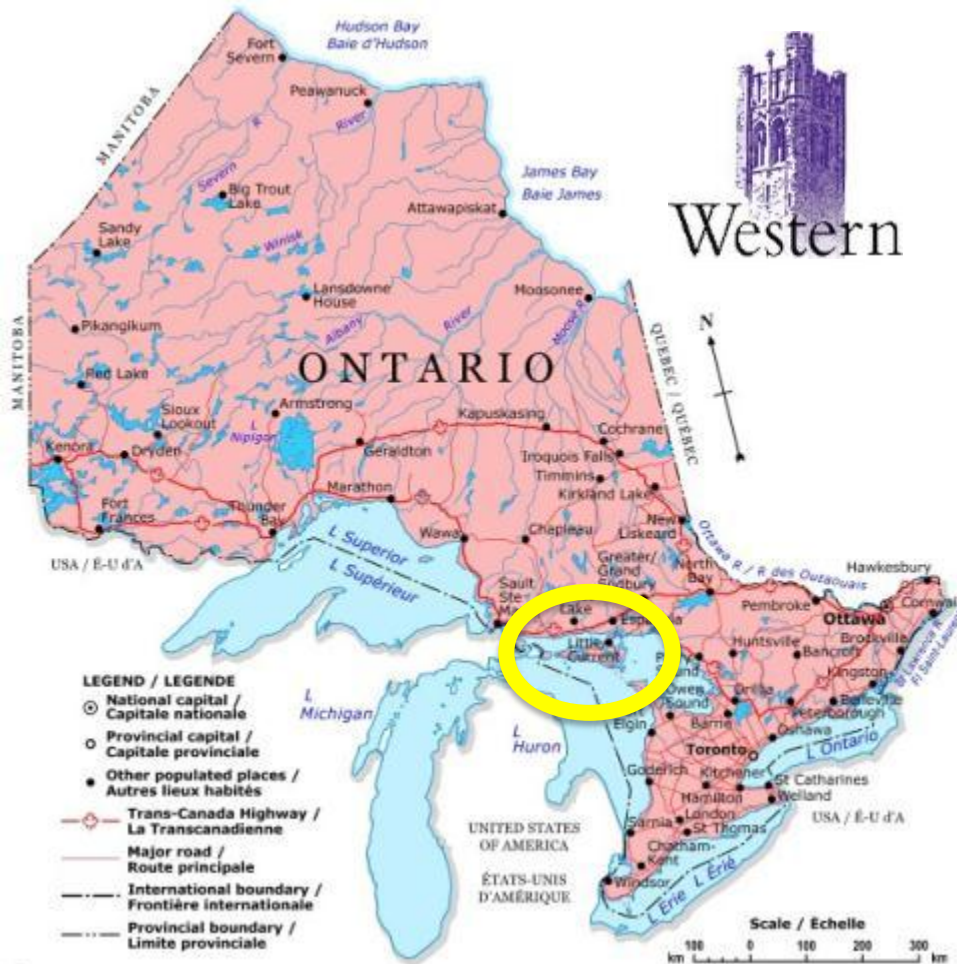 Hudson Bay
Baie d'Hudson
Fort
Severn
Peawanuck
MANITOBA
R
River
Severn
James Bay
Baie James
Big Trout
Lake
Attawapiskat
Western
Sandy
Lake
Winisk
Lansdowne
House
Moosonee
Albany
River
Moose R
MANITOBA
Pikangikum
QUEBEC / QUÉBEC
N
ONTARIO
Red Lake
Armstrong
Sioux
Lookout
Kapuskasing
L
Nipigon
Cochrane
Kenora
Dryden
Geraldton
Iroquois Falls
Timmins
Marathon
Kirkland Lake
Fort
Frances
Thunder
Bay
Wawa
Chapleau
New
Liskeard
Ottawa R / R des Outaouais
USA / É-U d'A
L Superior
L Supérieur
Greater/
Grand
Sudbury
North
Bay
Hawkesbury
Sault
Ste
Pembroke
Ottawa
Cornwall
Lake
Little
Current
Huntsville
Bancroft
Brockville
Kingston
Owen
Sound
Orillia
Belleville
Peterborough
L
Michigan
Elgin
Barrie
Oshawa
L
Huron
Toronto
L Ontario
Goderich
Kitchener
St Catharines
Hamilton
Welland
London
St Thomas
USA / É-U d'A
Sarnia
Chatham-
Kent
Windsor
L Erie
L Érié
UNITED STATES
OF AMERICA
ÉTATS-UNIS
D'AMÉRIQUE
LEGEND / LEGENDE
National capital /
Capitale nationale
Provincial capital /
Capitale provinciale
Other populated places /
Autres lieux habités
Trans-Canada Highway /
La Transcanadienne
Major road /
Route principale
International boundary /
Frontière internationale
Provincial boundary /
Limite provinciale
Scale / Échelle
100 0 100 200 300
km km